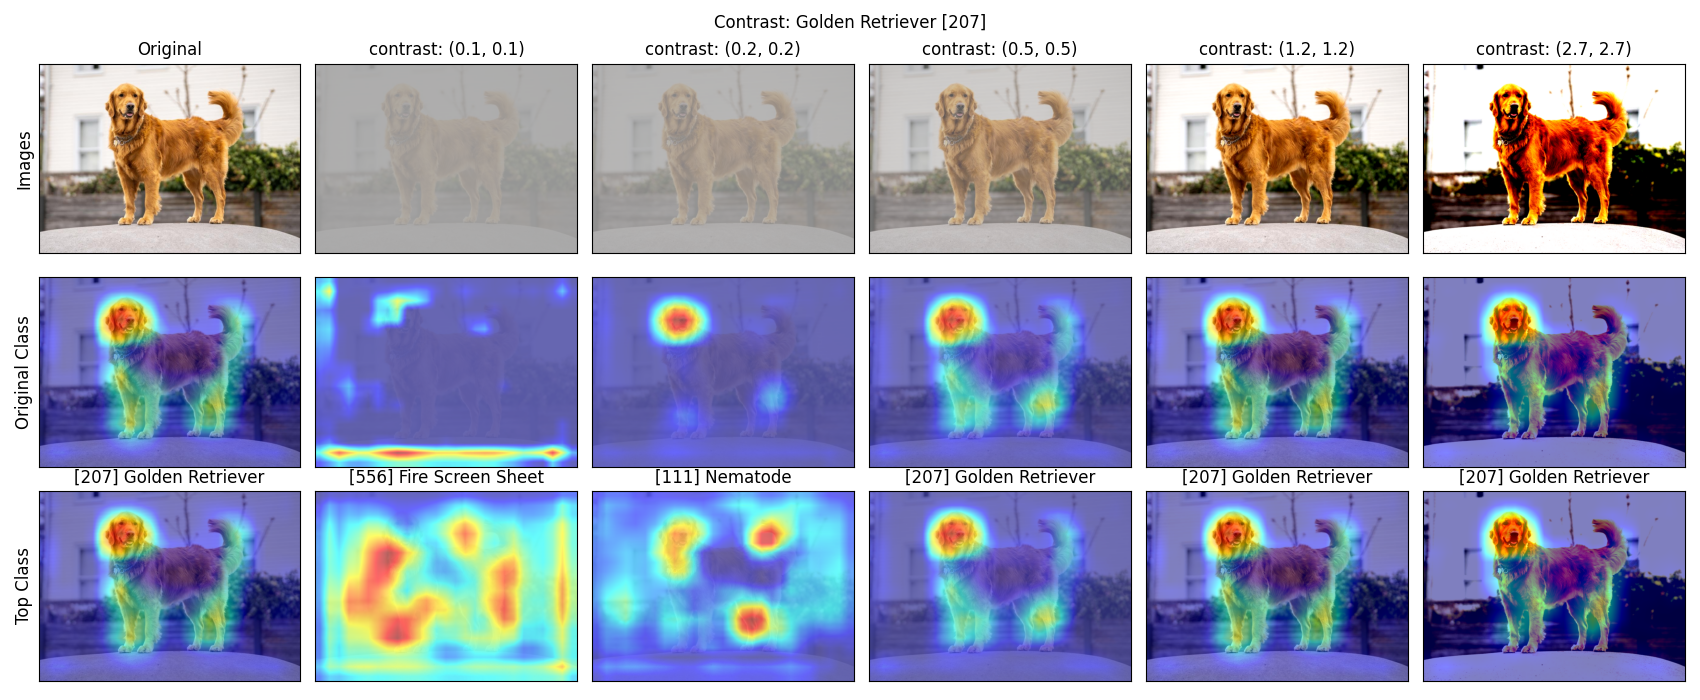 Contrast: Golden Retriever [207]
Original
contrast: (0.1, 0.1)
contrast: (0.2, 0.2)
contrast: (0.5, 0.5)
contrast: (1.2, 1.2)
contrast: (2.7, 2.7)
Images
Original Class
[207] Golden Retriever
[556] Fire Screen Sheet
[111] Nematode
[207] Golden Retriever
[207] Golden Retriever
[207] Golden Retriever
Top Class